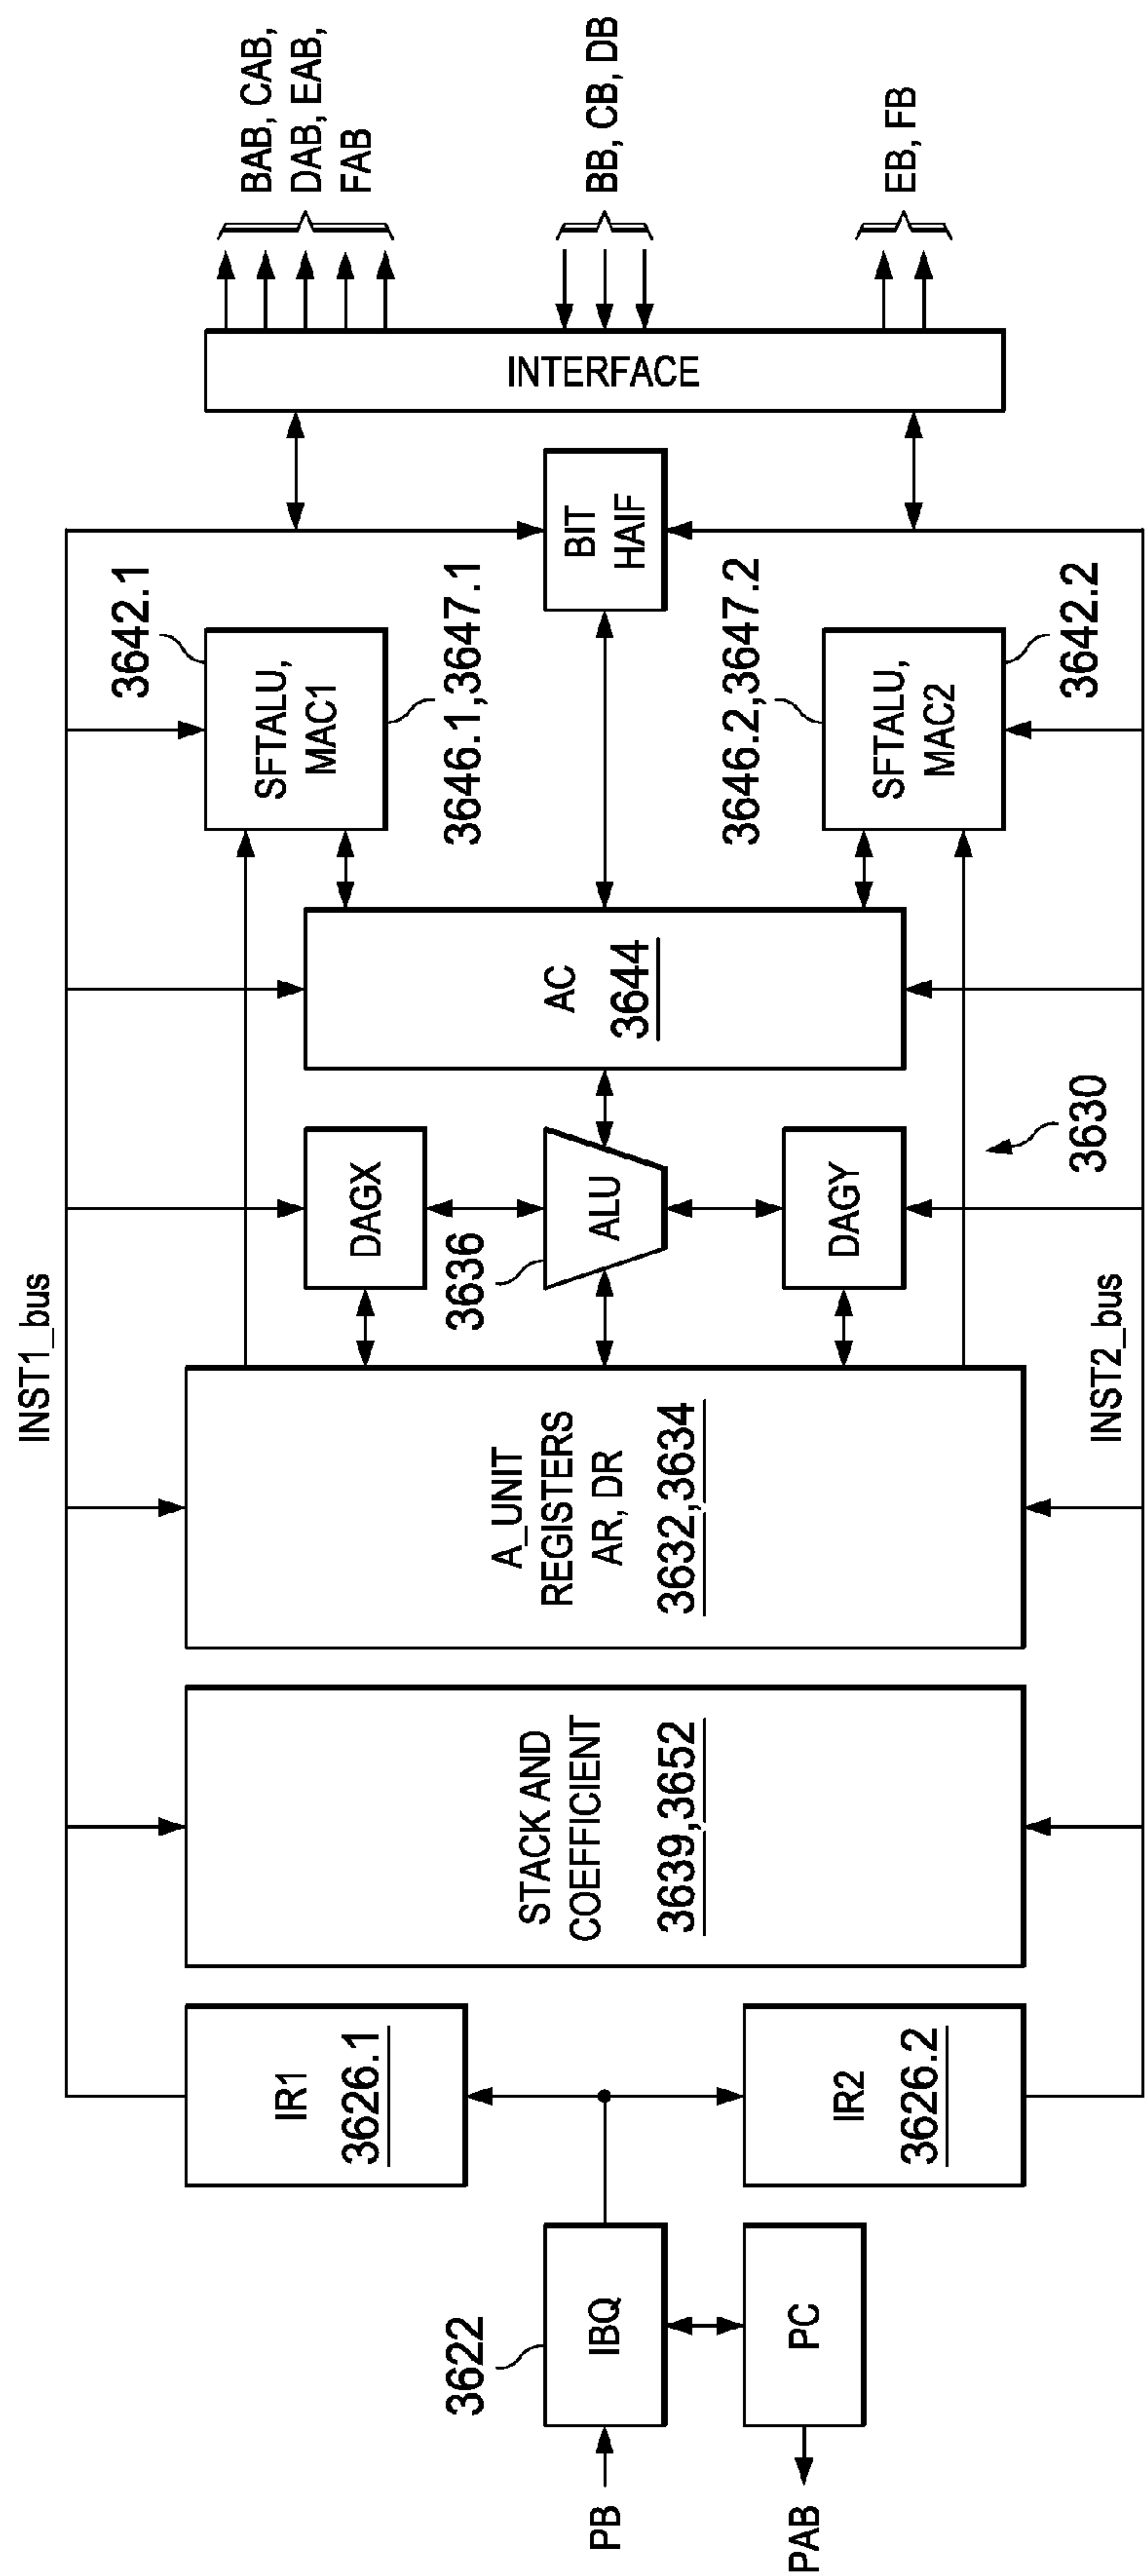 INST1_bus
3642.1
BAB, CAB,
DAB, EAB,
FAB
IR1
3626.1
SFTALU,
MAC1
3646.1,3647.1
DAGX
3622
IBQ
PB
STACK AND
COEFFICIENT
3639,3652
A_UNIT
REGISTERS
AR, DR
3632,3634
3636
ALU
AC
3644
BIT
HAIF
INTERFACE
BB, CB, DB
PC
PAB
IR2
3626.2
DAGY
3646.2,3647.2
SFTALU,
MAC2
3642.2
EB, FB
3630
INST2_bus